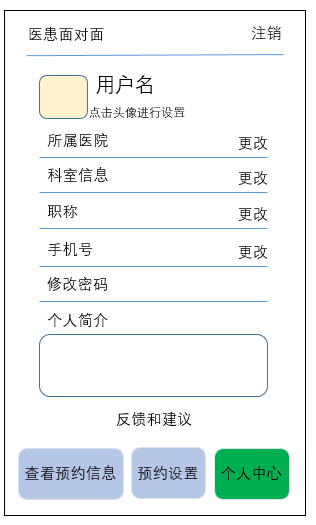 医患面对面 注销
用户名
点击头像进行设置
所属医院 更改
科室信息 更改
职称 更改
手机号 更改
修改密码
个人简介
反馈和建议
查看预约信息 预约设置 个人中心